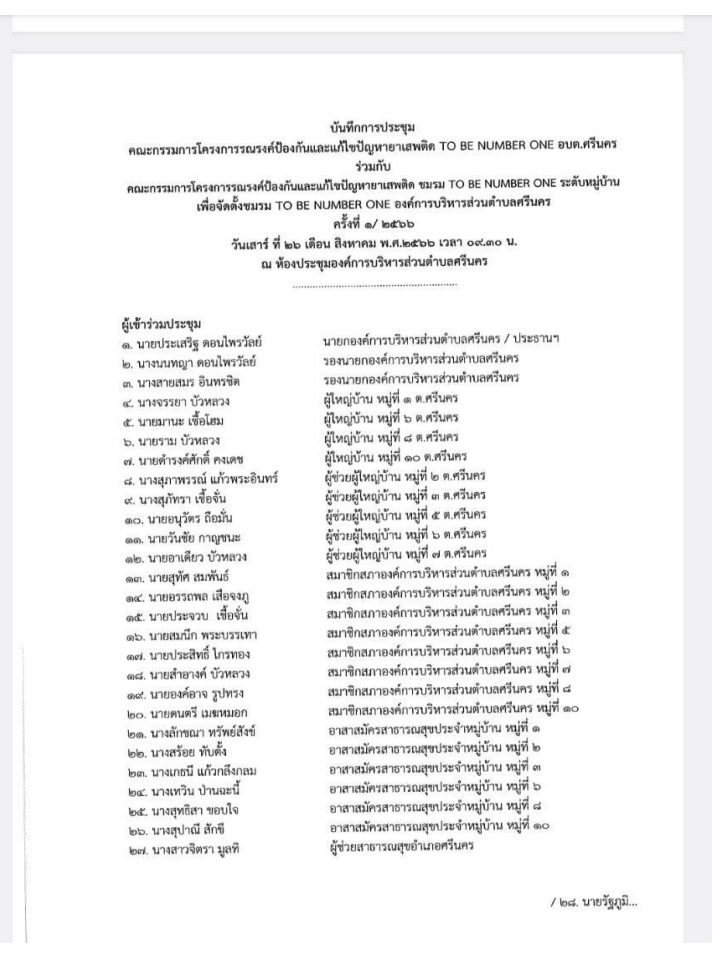 บันทึกการประชุม
คณะกรรมการโครงการรณรงค์ป้องกันและแก้ไขปัญหายาเสพติด TO BE NUMBER ONE อบต.ศรีนคร
ร่วมกับ
คณะกรรมการโครงการรณรงค์ป้องกันและแก้ไขปัญหายาเสพติด ชมรม TO BE NUMBER ONE ระดับหมู่บ้าน
เพื่อจัดตั้งชมรม TO BE NUMBER ONE องค์การบริหารส่วนตำบลศรีนคร
ครั้งที่ ๑/ ๒๕๖๖
วันเสาร์ ที่ ๒๖ เดือน สิงหาคม พ.ศ.๒๕๖๖ เวลา ๐๙.๓๐ น.
ณ ห้องประชุมองค์การบริหารส่วนตำบลศรีนคร
ผู้เข้าร่วมประชุม
๑. นายประเสริฐ ดอนไพรวัลย์ นายกองค์การบริหารส่วนตำบลศรีนคร / ประธานฯ
๒. นางนนทญา ดอนไพรวัลย์ รองนายกองค์การบริหารส่วนตำบลศรีนคร
๓. นางสายสมร อินทรชิต รองนายกองค์การบริหารส่วนตำบลศรีนคร
๔. นางจรรยา บัวหลวง ผู้ใหญ่บ้าน หมู่ที่ ๑ ต.ศรีนคร
๕. นายมานะ เชื้อโฮม ผู้ใหญ่บ้าน หมู่ที่ ๖ ต.ศรีนคร
๖. นายราม บัวหลวง ผู้ใหญ่บ้าน หมู่ที่ ๘ ต.ศรีนคร
๗. นายดำรงค์ศักดิ์ คงเดช ผู้ใหญ่บ้าน หมู่ที่ ๑๐ ต.ศรีนคร
๘. นางสุภาพรรณ์ แก้วพระอินทร์ ผู้ช่วยผู้ใหญ่บ้าน หมู่ที่ ๒ ต.ศรีนคร
๙. นางสุภัทรา เชื้อจั่น ผู้ช่วยผู้ใหญ่บ้าน หมู่ที่ ๓ ต.ศรีนคร
๑๐. นายอนุวัตร ถือมั่น ผู้ช่วยผู้ใหญ่บ้าน หมู่ที่ ๕ ต.ศรีนคร
๑๑. นายวันชัย กาญชนะ ผู้ช่วยผู้ใหญ่บ้าน หมู่ที่ ๖ ต.ศรีนคร
๑๒. นายอาเดียว บัวหลวง ผู้ช่วยผู้ใหญ่บ้าน หมู่ที่ ๗ ต.ศรีนคร
๑๓. นายสุทัศ สมพันธ์ สมาชิกสภาองค์การบริหารส่วนตำบลศรีนคร หมู่ที่ ๑
๑๔. นายอรรถพล เสือจงภู สมาชิกสภาองค์การบริหารส่วนตำบลศรีนคร หมู่ที่ ๒
๑๕. นายประจวบ เชื้อจั่น สมาชิกสภาองค์การบริหารส่วนตำบลศรีนคร หมู่ที่ ๓
๑๖. นายสมนึก พระบรรเทา สมาชิกสภาองค์การบริหารส่วนตำบลศรีนคร หมู่ที่ ๕
๑๗. นายประสิทธิ์ ไกรทอง สมาชิกสภาองค์การบริหารส่วนตำบลศรีนคร หมู่ที่ ๖
๑๘. นายสำอางค์ บัวหลวง สมาชิกสภาองค์การบริหารส่วนตำบลศรีนคร หมู่ที่ ๗
๑๙. นายองค์อาจ รูปทรง สมาชิกสภาองค์การบริหารส่วนตำบลศรีนคร หมู่ที่ ๘
๒๐. นายดนตรี เมฆหมอก สมาชิกสภาองค์การบริหารส่วนตำบลศรีนคร หมู่ที่ ๑๐
๒๑. นางลักขณา ทรัพย์สังข์ อาสาสมัครสาธารณสุขประจำหมู่บ้าน หมู่ที่ ๑
๒๒. นางสร้อย ทับตั้ง อาสาสมัครสาธารณสุขประจำหมู่บ้าน หมู่ที่ ๒
๒๓. นางเกธนี แก้วกลึงกลม อาสาสมัครสาธารณสุขประจำหมู่บ้าน หมู่ที่ ๓
๒๔. นางเทวิน ปานฉะนี้ อาสาสมัครสาธารณสุขประจำหมู่บ้าน หมู่ที่ ๖
๒๕. นางสุทธิสา ขอบใจ อาสาสมัครสาธารณสุขประจำหมู่บ้าน หมู่ที่ ๘
๒๖. นางสุปาณี สักขี อาสาสมัครสาธารณสุขประจำหมู่บ้าน หมู่ที่ ๑๐
๒๗. นางสาวจิตรา มูลทิ ผู้ช่วยสาธารณสุขอำเภอศรีนคร
/ ๒๘. นายรัฐภูมิ...